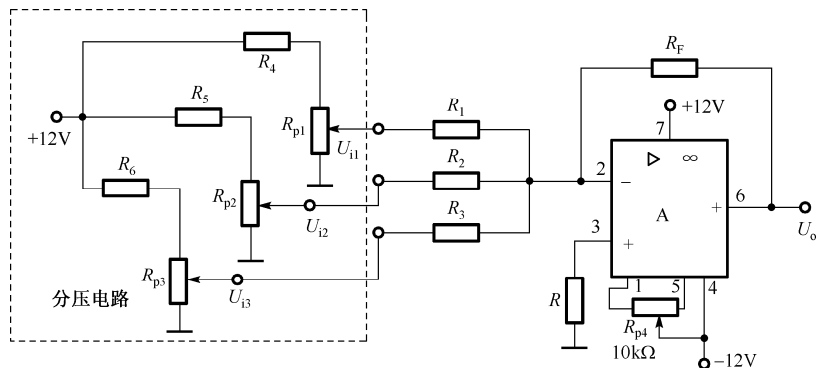 R4
RF
R5
R1
+12V
Rp1
7
+12V
Ui1
R6
R2
2
▷ ∞
−
Rp2
6
Ui2
A
+
R3
3
+
Uo
Rp3
分压电路
Ui3
R
1
5
4
Rp4
10kΩ
−12V